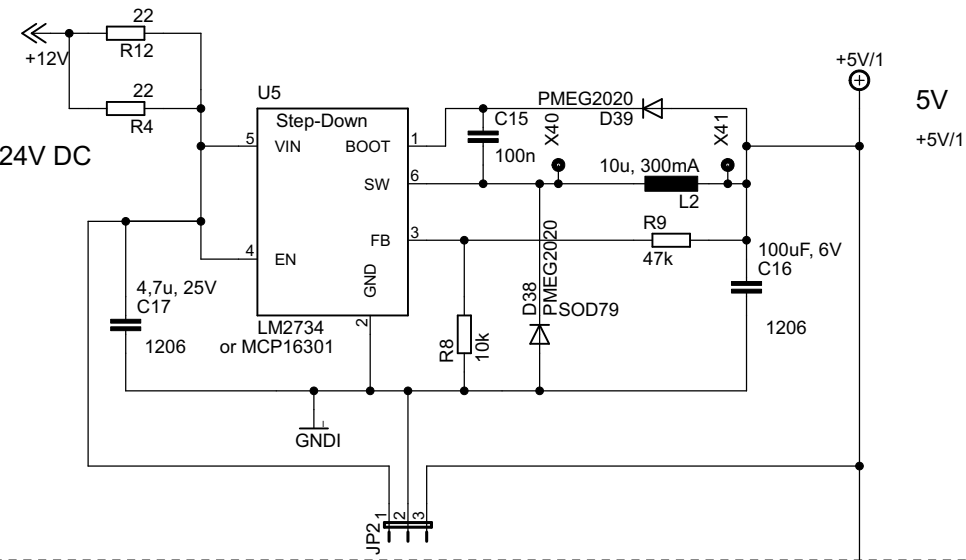 22
+12V
R12
22
R4
24V DC
U5
Step-Down
5
VIN
BOOT
1
SW
6
FB
3
4
EN
GND
2
LM2734
or MCP16301
4,7u, 25V
C17
1206
GNDI
C15
100n
PMEG2020
D39
X40
X41
10u, 300mA
L2
R9
47k
R8
10k
D38
PMEG2020
SOD79
100uF, 6V
C16
1206
+5V/1
5V
+5V/1
JP2
1
2
3